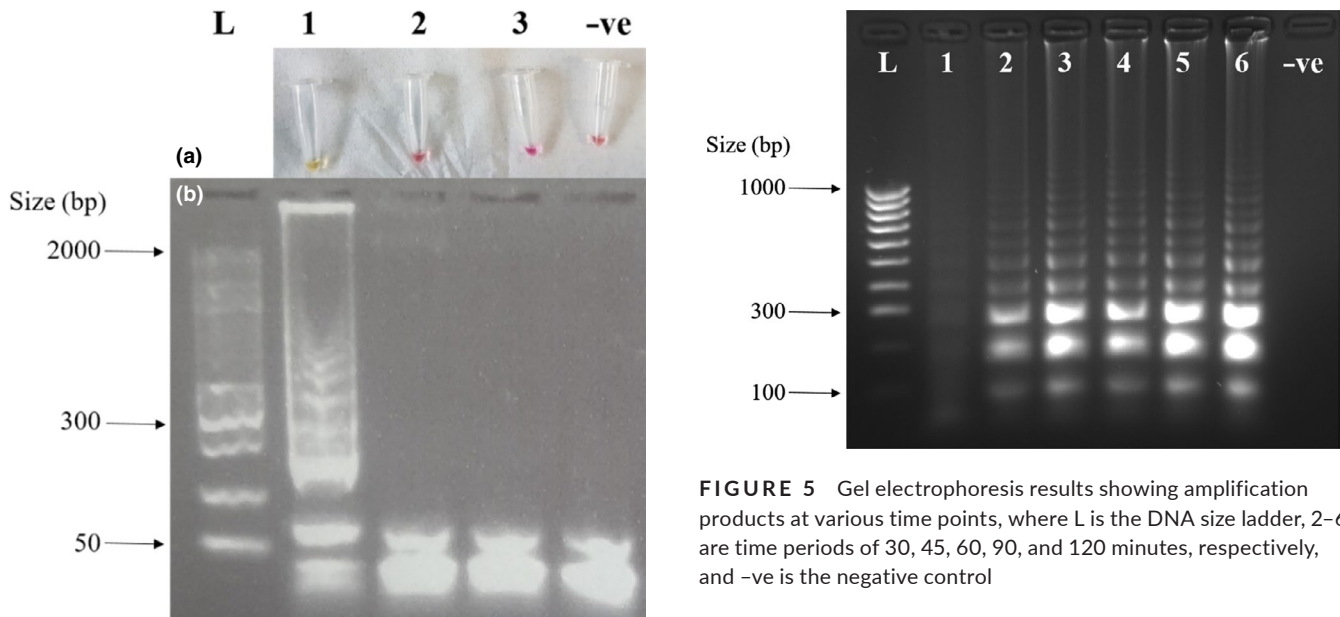 L 1 2 3 –ve
(a)
(b)
Size (bp)
2000
300
50
L 1 2 3 4 5 6 –ve
Size (bp)
1000
300
100
FIGURE 5 Gel electrophoresis results showing amplification
products at various time points, where L is the DNA size ladder, 2–6
are time periods of 30, 45, 60, 90, and 120 minutes, respectively,
and –ve is the negative control